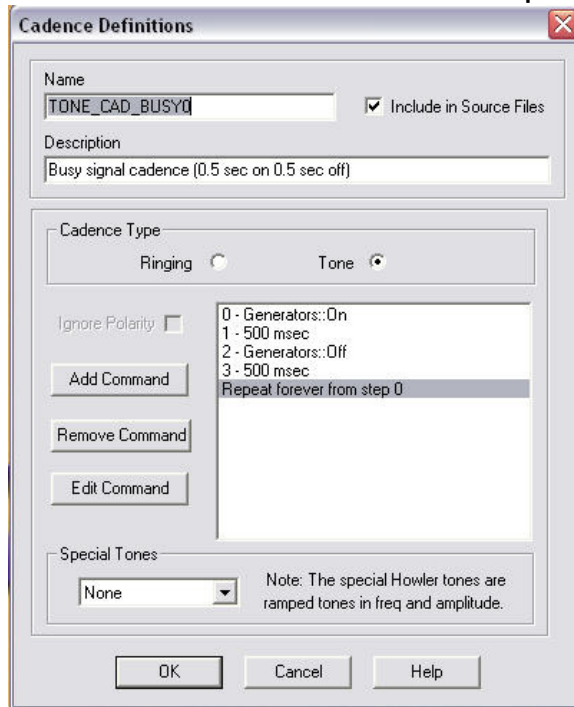 Cadence Definitions
Name
TONE_CAD_BUSY0
Include in Source Files
Description
Busy signal cadence (0.5 sec on 0.5 sec off)
Cadence Type
Ringing
Tone
Ignore Polarity
0 - Generators::On
1 - 500 msec
2 - Generators::Off
3 - 500 msec
Repeat forever from step 0
Add Command
Remove Command
Edit Command
Special Tones
None
Note: The special Howler tones are
ramped tones in freq and amplitude.
OK
Cancel
Help